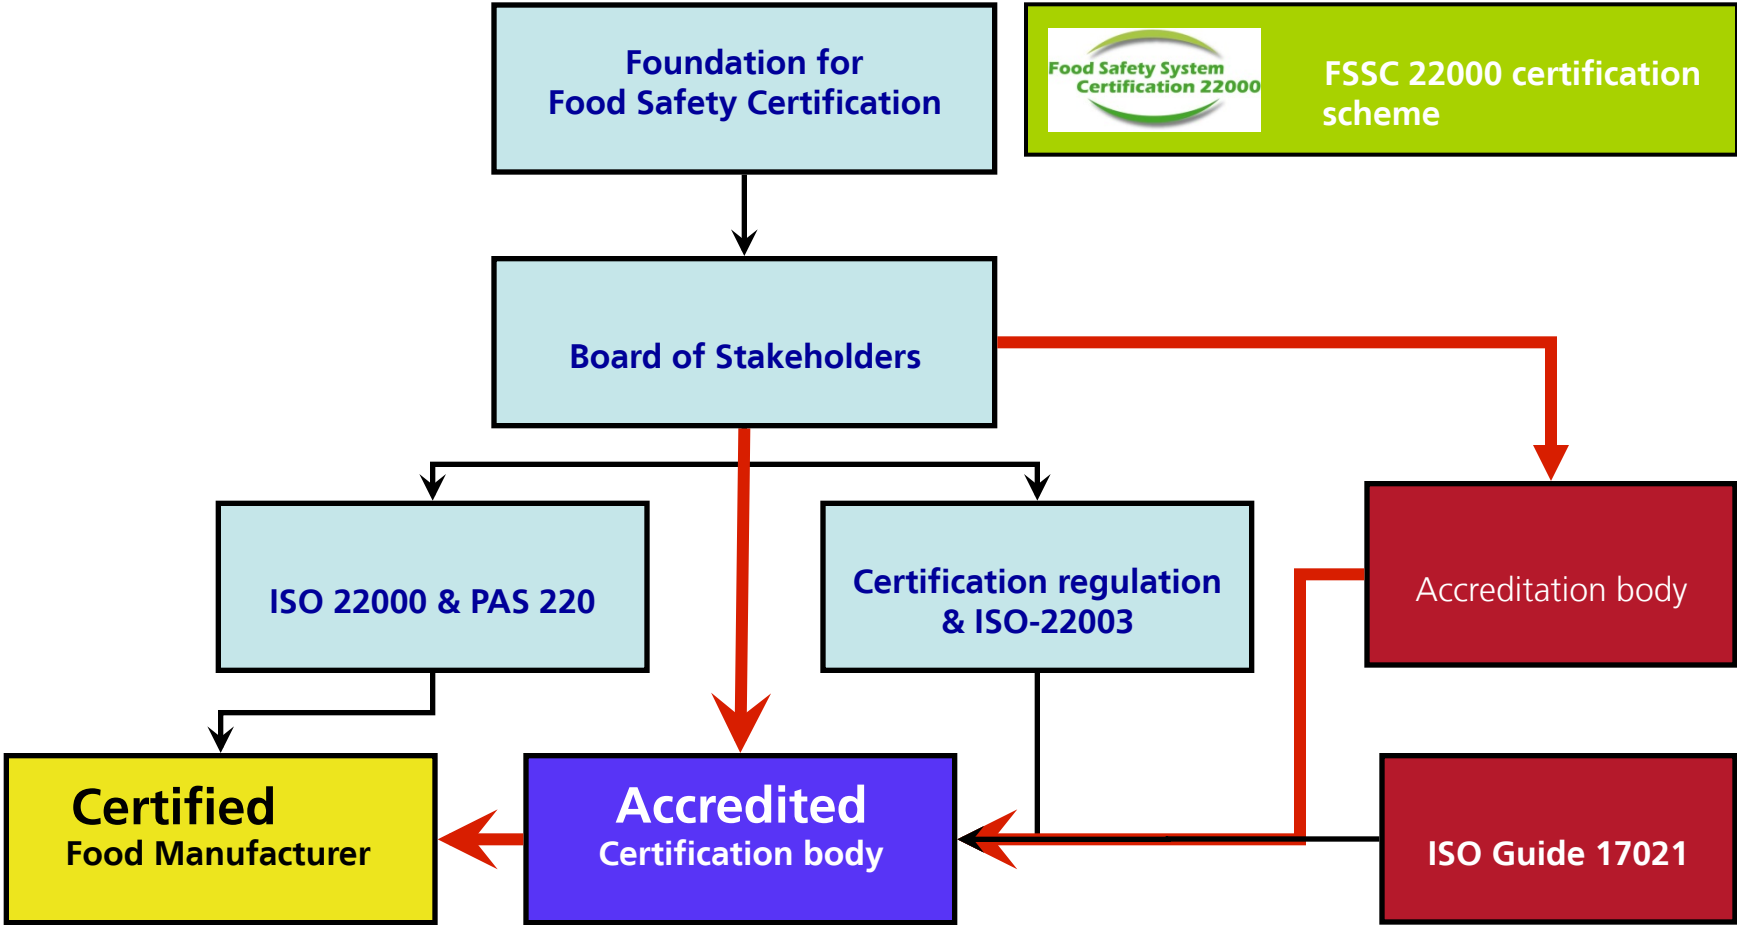 Foundation for
Food Safety Certification
Food Safety System
Certification 22000
FSSC 22000 certification
scheme
Board of Stakeholders
ISO 22000 & PAS 220
Certification regulation
& ISO-22003
Accreditation body
Certified
Food Manufacturer
Accredited
Certification body
ISO Guide 17021